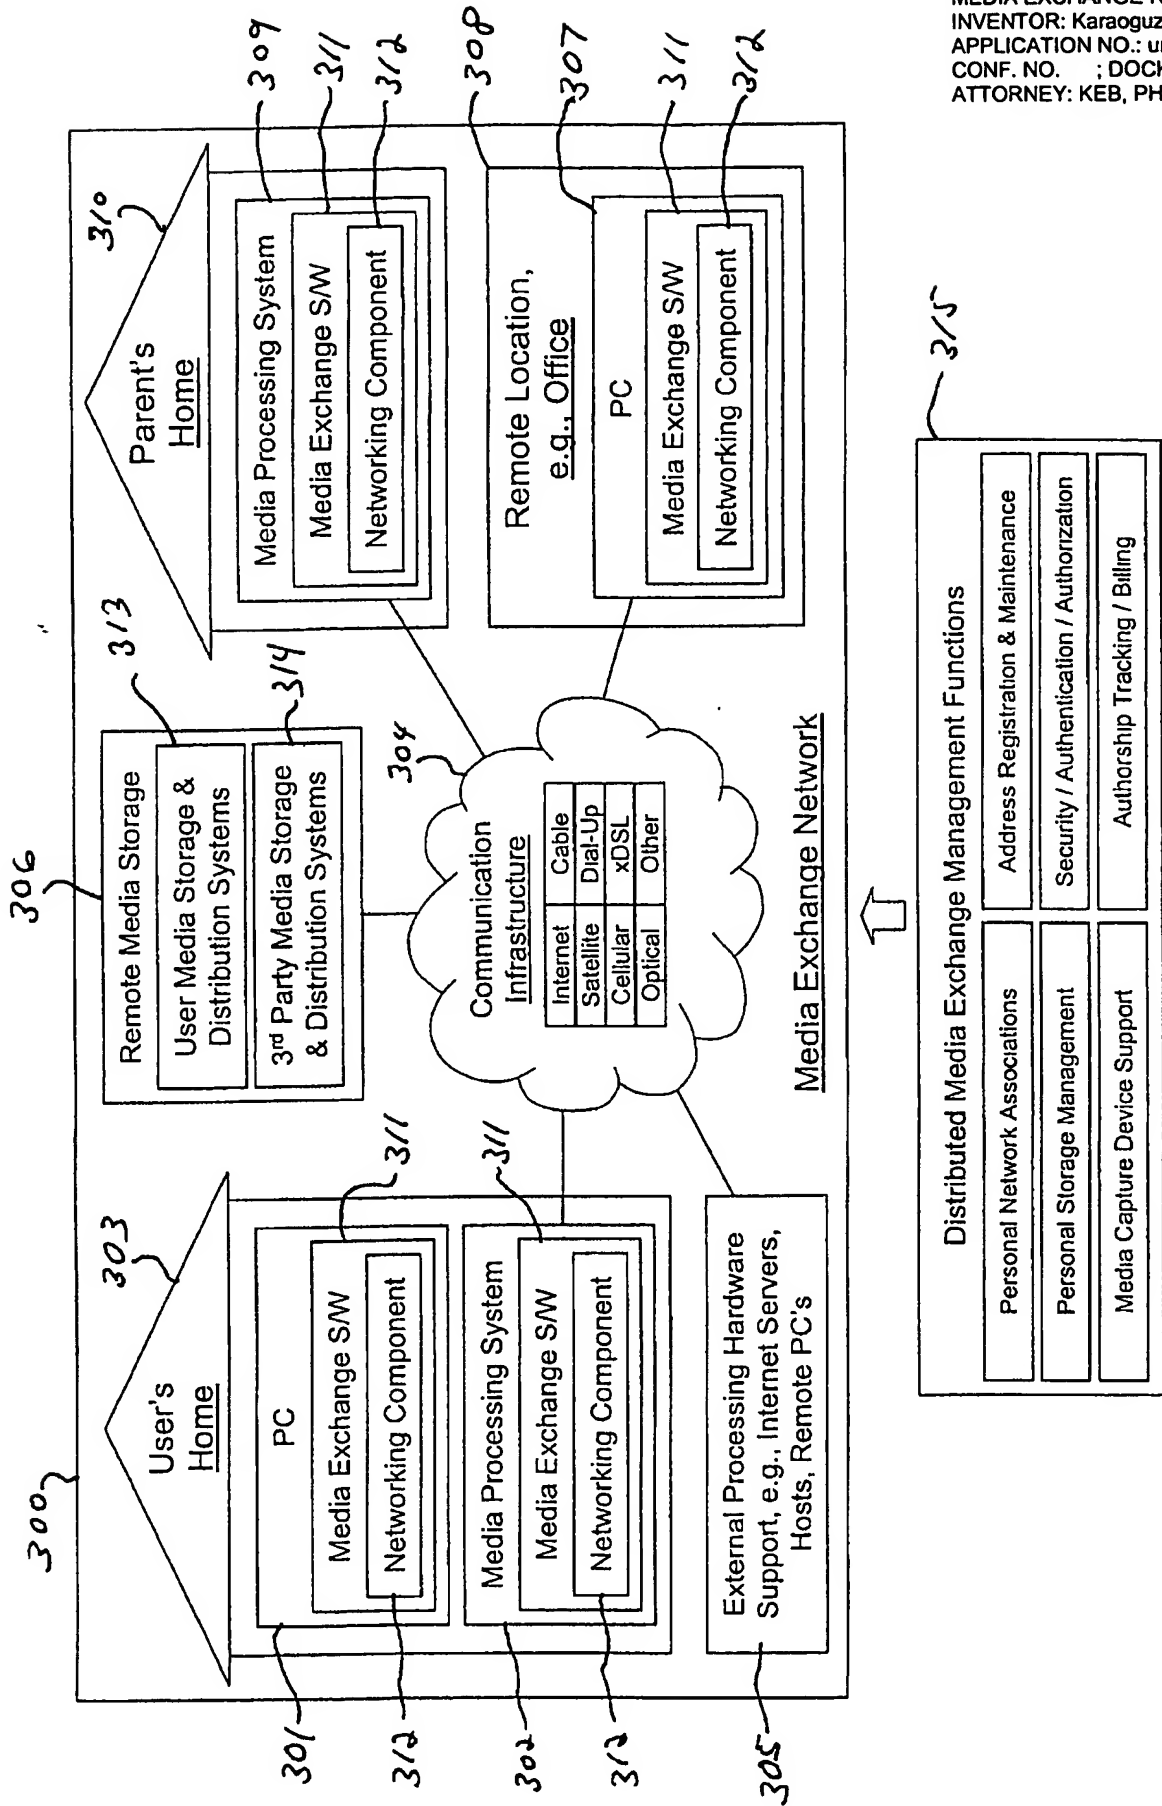 MEDIA EXCHANGE
INVENTOR: Karaoguz
APPLICATION NO.:
CONF. NO. ;
ATTORNEY: KEB,
300
303
User's
Home
PC
Media Exchange S/W
Networking Component
311
301
312
Media Processing System
Media Exchange S/W
Networking Component
311
302
312
External Processing Hardware
Support, e.g., Internet Servers,
Hosts, Remote PC's
305
306
Remote Media Storage
User Media Storage &
Distribution Systems
313
3rd Party Media Storage
& Distribution Systems
314
304
Communication
Infrastructure
Internet Cable
Satellite Dial-Up
Cellular xDSL
Optical Other
Media Exchange Network
310
Parent's
Home
Media Processing System
Media Exchange S/W
Networking Component
309
311
312
Remote Location,
e.g., Office
PC
Media Exchange S/W
Networking Component
308
307
311
312
315
Distributed Media Exchange Management Functions
Personal Network Associations
Address Registration & Maintenance
Personal Storage Management
Security / Authentication / Authorization
Media Capture Device Support
Authorship Tracking / Billing